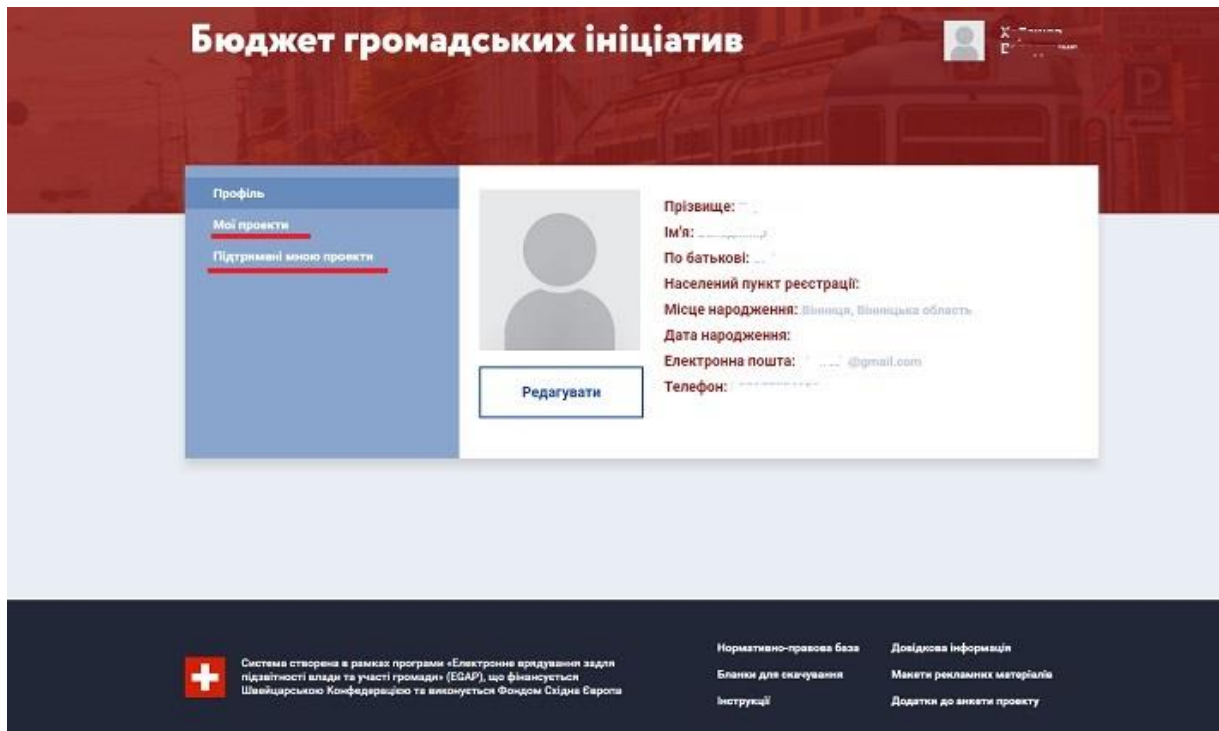 Бюджет громадських ініціатив
Профіль
Мої проекти
Підтримані мною проекти
Прізвище:
Ім'я:
По батькові:
Населений пункт реєстрації:
Місце народження: Вінниця, Вінницька область
Дата народження:
Електронна пошта: @gmail.com
Телефон:
Редагувати
Система створена в рамках програми «Електронне врядування задля
підзвітності влади та участі громади» (EGAP), що фінансується
Швейцарською Конфедерацією та виконується Фондом Східна Європа
Нормативно-правова база
Бланки для скачування
Інструкції
Довідкова інформація
Макети рекламних матеріалів
Додатки до анкети проекту